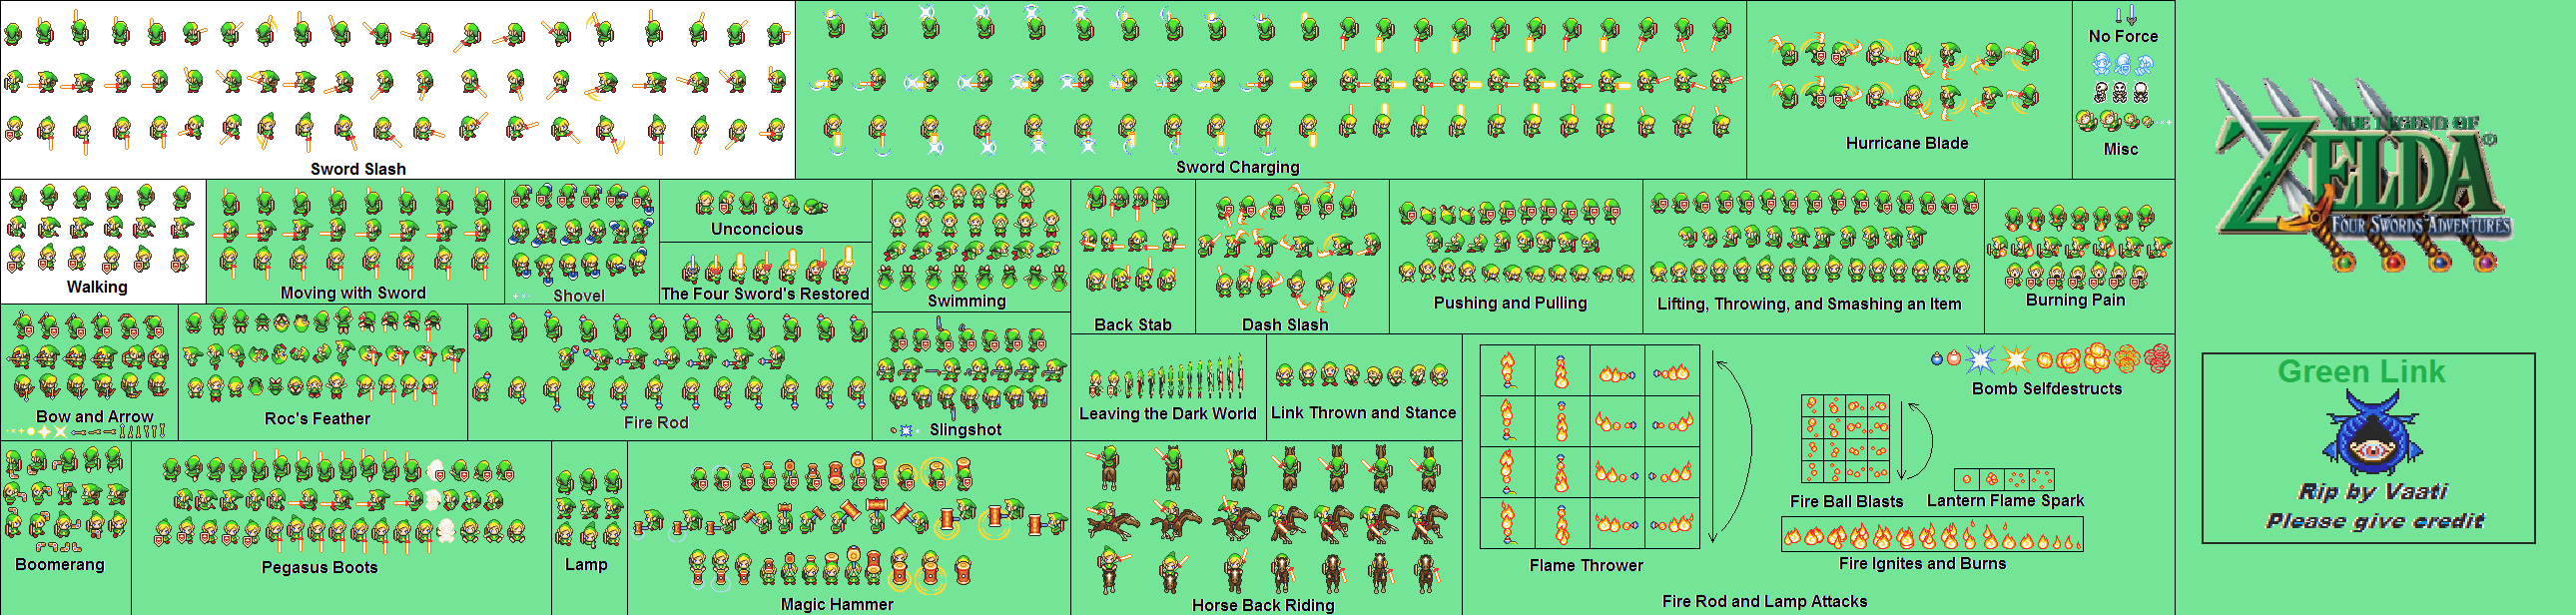 No Force
Misc
Hurricane Blade
Sword Slash
Sword Charging
THE LEGEND OF
ZELDA®
FOUR SWORDS ADVENTURES
Walking
Moving with Sword
Shovel
Unconcious
The Four Sword's Restored
Swimming
Back Stab
Dash Slash
Pushing and Pulling
Lifting, Throwing, and Smashing an Item
Burning Pain
Bow and Arrow
Roc's Feather
Fire Rod
Slingshot
Leaving the Dark World
Link Thrown and Stance
Bomb Selfdestructs
Green Link
Rip by Vaati
Please give credit
Fire Ball Blasts
Lantern Flame Spark
Boomerang
Pegasus Boots
Lamp
Magic Hammer
Horse Back Riding
Flame Thrower
Fire Ignites and Burns
Fire Rod and Lamp Attacks